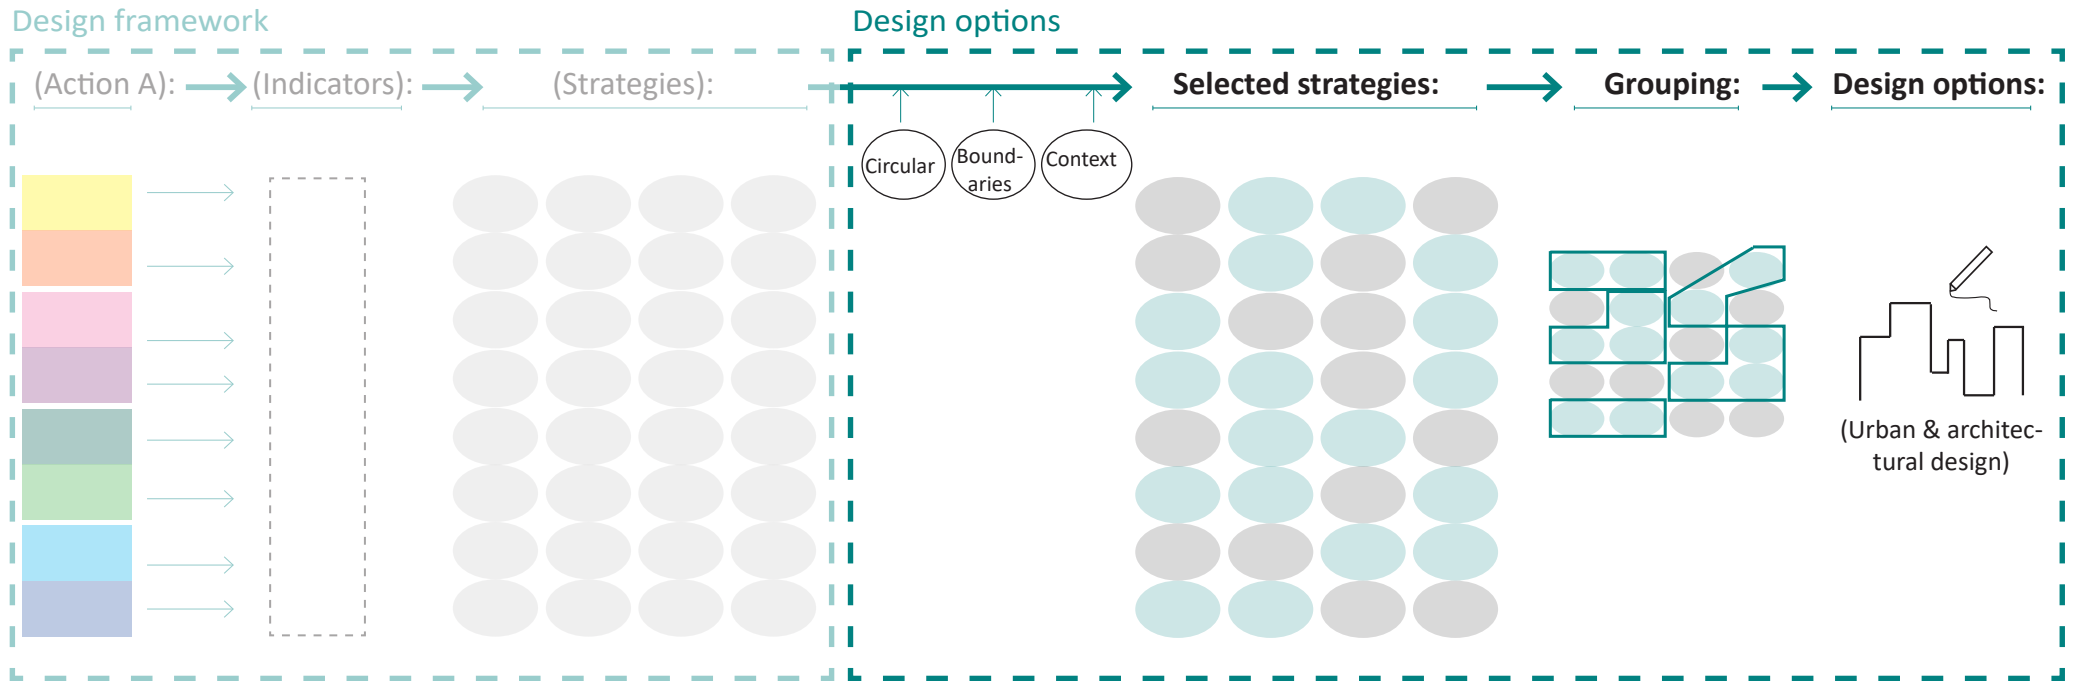 Design framework
Design options
(Action A):
(Indicators):
(Strategies):
Selected strategies:
Grouping:
Design options:
Circular
Bound-
aries
Context
(Urban & architec-
tural design)